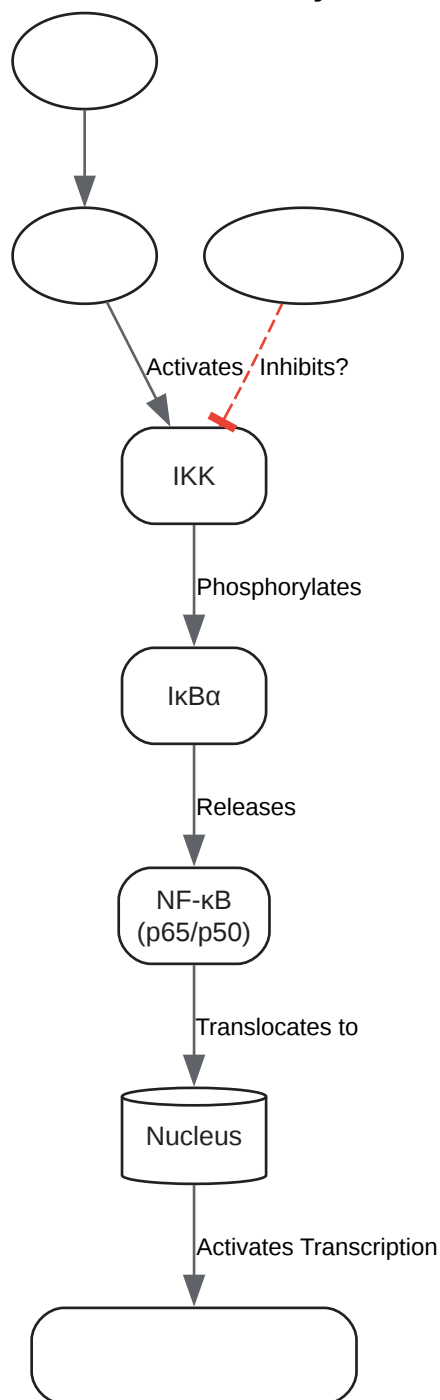 Activates
Inhibits?
IKK
Phosphorylates
IκBα
Releases
NF-κB
(p65/p50)
Translocates to
Nucleus
Activates Transcription